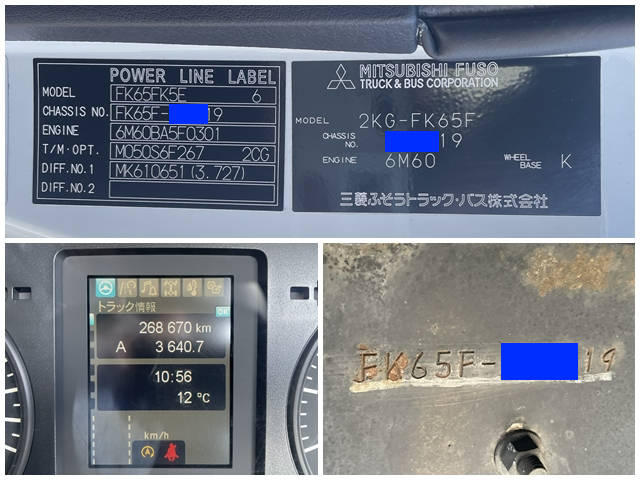 POWER LINE LABEL
MODEL FK65FK5E 6
CHASSIS NO. FK65F- 19
ENGINE 6M60BA5F0301
T/M・OPT. M050S6F267 2CG
DIFF.NO.1 MK610651(3.727)
DIFF.NO.2
MITSUBISHI FUSO
TRUCK & BUS CORPORATION
MODEL 2KG-FK65F
CHASSIS NO. 19
ENGINE 6M60 WHEEL BASE K
三菱ふそうトラック・バス株式会社
トラック情報
OK
268 670 km
A 3 640.7
10:56
12 °C
km/h
FK65F- 19